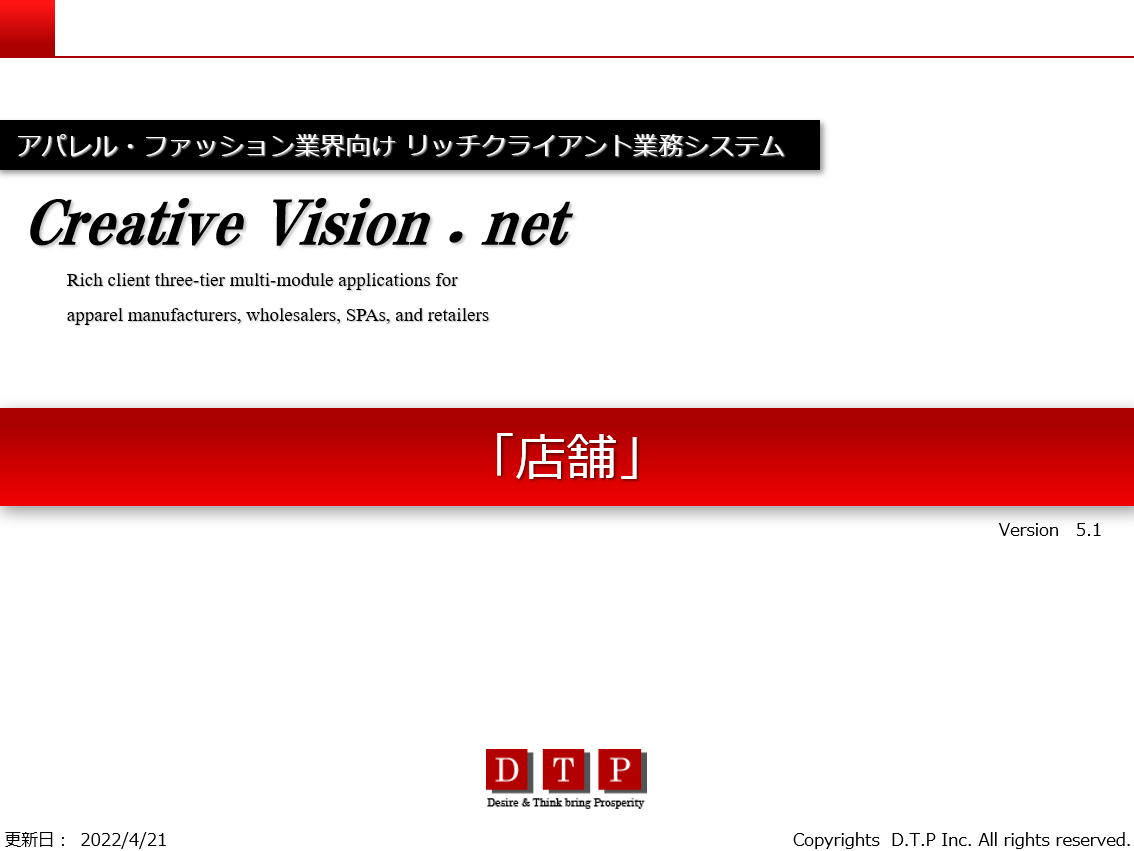 アパレル・ファッション業界向け リッチクライアント業務システム
Creative Vision . net
Rich client three-tier multi-module applications for
apparel manufacturers, wholesalers, SPAs, and retailers
「店舗」
Version 5.1
D T P
Desire & Think bring Prosperity
更新日： 2022/4/21
Copyrights D.T.P Inc. All rights reserved.